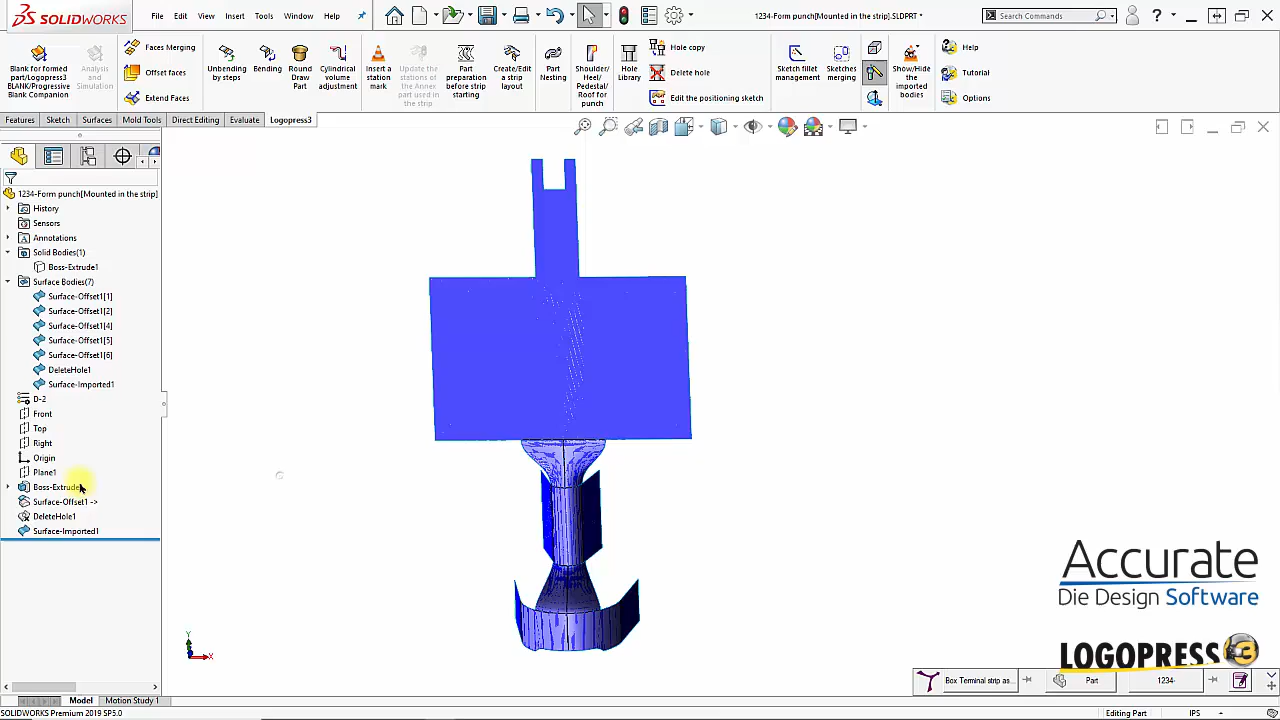 SOLIDWORKS
File Edit View Insert Tools Window Help
1234-Form punch[Mounted in the strip].SLDPRT *
Search Commands
?
Blank for formed part/Logopress3 BLANK/Progressive Blank Companion
Analysis and Simulation
Faces Merging
Offset faces
Extend Faces
Unbending by steps
Bending
Round Draw Part
Cylindrical volume adjustment
Insert a station mark
Update the stations of the Annex part used in the strip
Part preparation before strip starting
Create/Edit a strip layout
Part Nesting
Shoulder/ Heel/ Pedestal/ Roof for punch
Hole Library
Hole copy
Delete hole
Edit the positioning sketch
Sketch fillet management
Sketches merging
Show/Hide the imported bodies
Help
Tutorial
Options
Features Sketch Surfaces Mold Tools Direct Editing Evaluate Logopress3
1234-Form punch[Mounted in the strip]
History
Sensors
Annotations
Solid Bodies(1)
Boss-Extrude1
Surface Bodies(7)
Surface-Offset1[1]
Surface-Offset1[2]
Surface-Offset1[4]
Surface-Offset1[5]
Surface-Offset1[6]
DeleteHole1
Surface-Imported1
D-2
Front
Top
Right
Origin
Plane1
Boss-Extrude
Surface-Offset1 ->
DeleteHole1
Surface-Imported1
Y
X
Accurate
Die Design Software
LOGOPRESS3
Box Terminal strip as...
Part
1234-
Model Motion Study 1
SOLIDWORKS Premium 2019 SP5.0
Editing Part
IPS